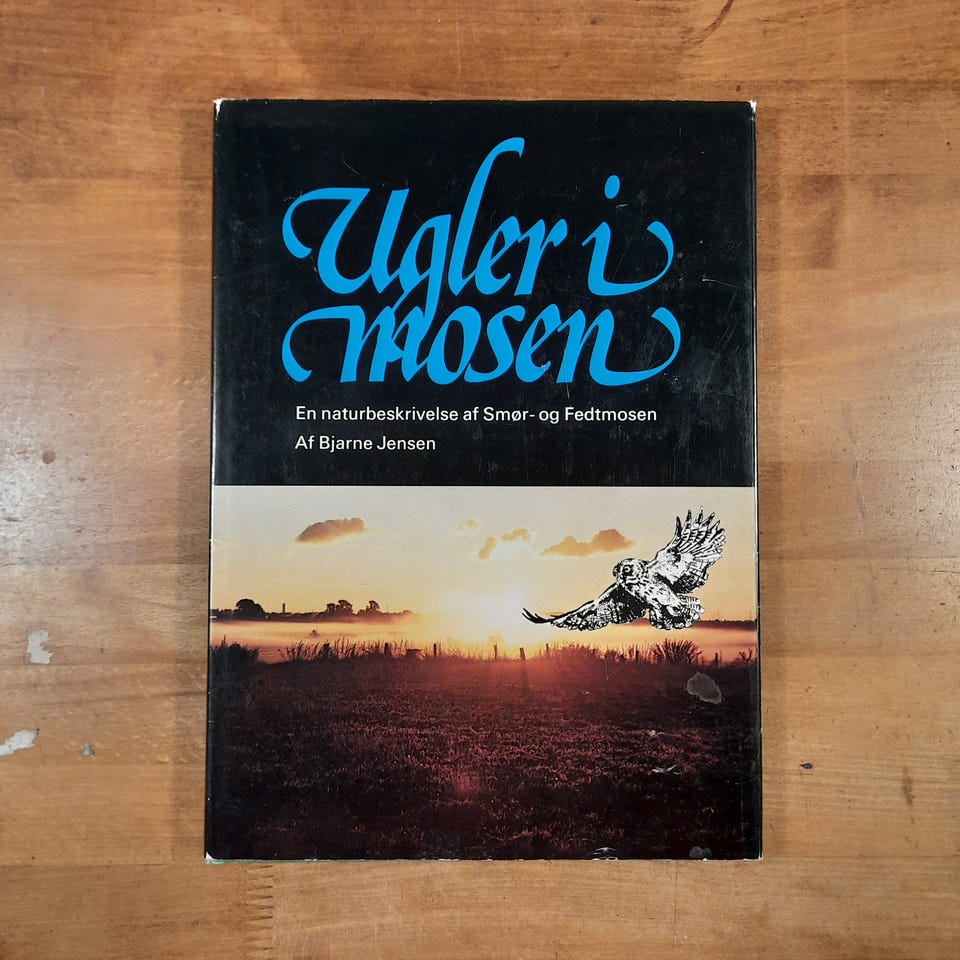 Ugler i
mosen
En naturbeskrivelse af Smør- og Fedtmosen
Af Bjarne Jensen